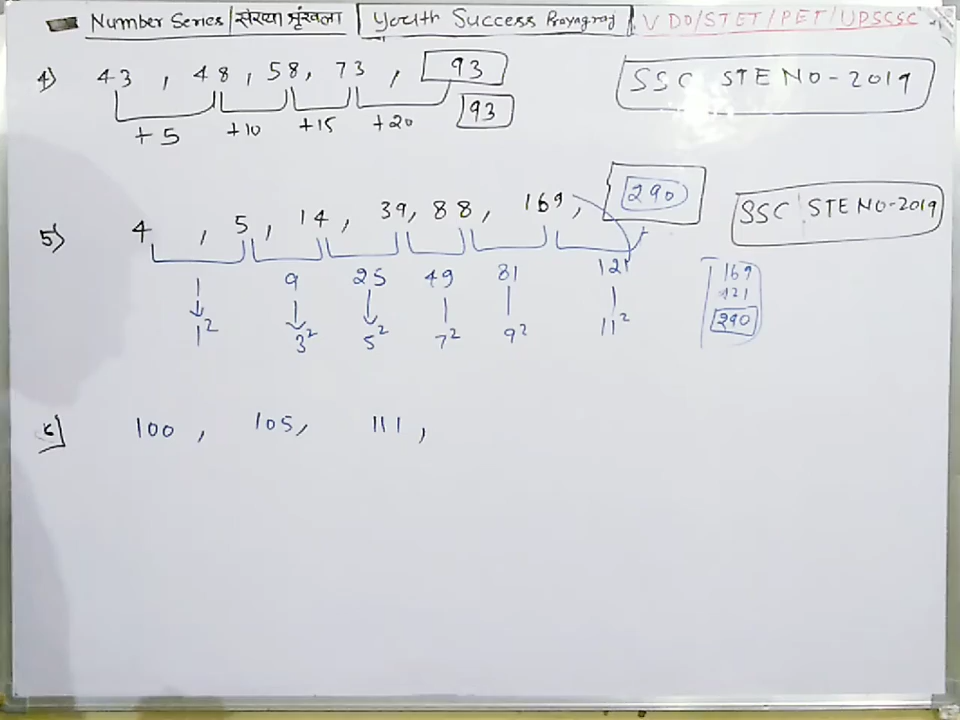 Number Series/संख्या श्रृंखला Youth Success Prayagraj VDO/STET/PET/UPSCSC
4) 43, 48, 58, 73, 93 SSC STENO-2019
+5 +10 +15 +20 93
5) 4, 5, 14, 39, 88, 169, 290 SSC STENO-2019
1 9 25 49 81 121 169
121
1² 3² 5² 7² 9² 11² 290
6) 100, 105, 111,